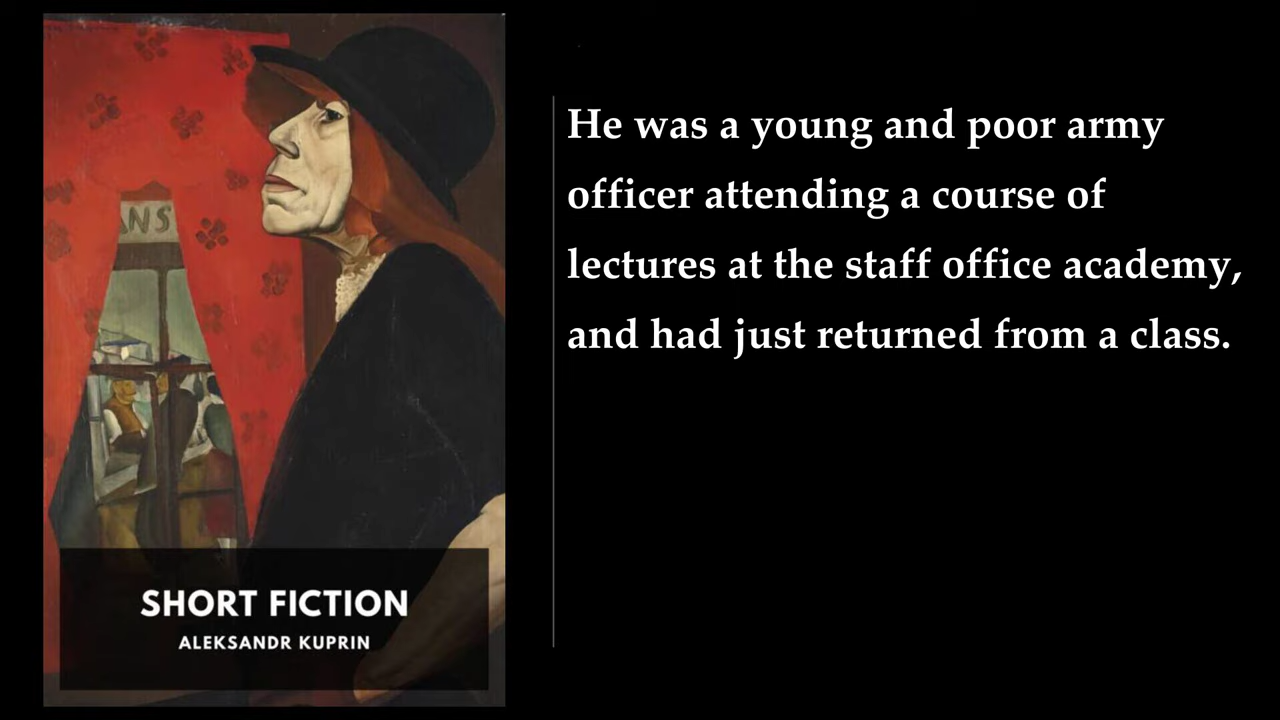 NS
SHORT FICTION
ALEKSANDR KUPRIN
He was a young and poor army
officer attending a course of
lectures at the staff office academy,
and had just returned from a class.